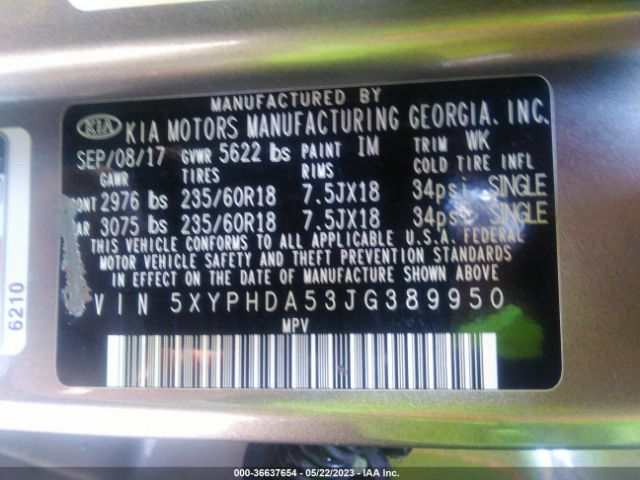 MANUFACTURED BY
KIA KIA MOTORS MANUFACTURING GEORGIA, INC.
SEP/08/17 GVWR 5622 lbs PAINT IM TRIM WK
GAWR TIRES RIMS COLD TIRE INFL
ONT 2976 lbs 235/60R18 7.5JX18 34psi, SINGLE
AR 3075 lbs 235/60R18 7.5JX18 34psi, SINGLE
THIS VEHICLE CONFORMS TO ALL APPLICABLE U.S.A. FEDERAL
MOTOR VEHICLE SAFETY AND THEFT PREVENTION STANDARDS
IN EFFECT ON THE DATE OF MANUFACTURE SHOWN ABOVE.
VIN 5XYPHDA53JG389950
MPV
6210
000-36637654 - 05/22/2023 - IAA Inc.